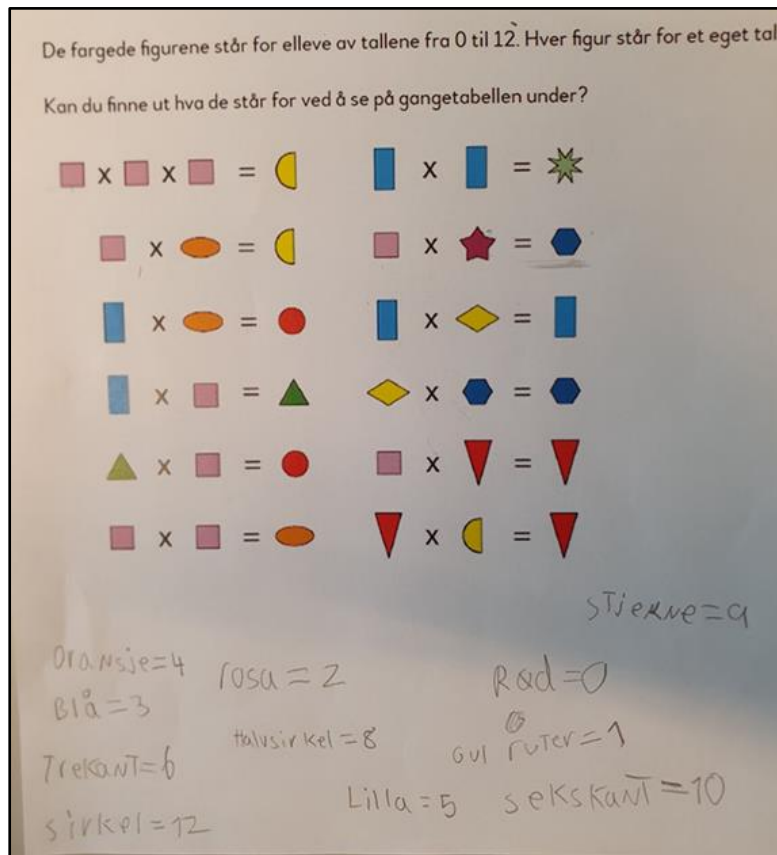 De fargede figurene står for elleve av tallene fra 0 til 12. Hver figur står for et eget tal
Kan du finne ut hva de står for ved å se på gangetabellen under?
x x =
x =
x =
x =
x =
x =
x =
x =
x =
x =
x =
x =
stjerne=9
Oransje=4
rosa=2
Rød=0
Blå=3
Halvsirkel=8
Gul ruter=1
Trekant=6
Lilla=5
sekskant=10
sirkel=12